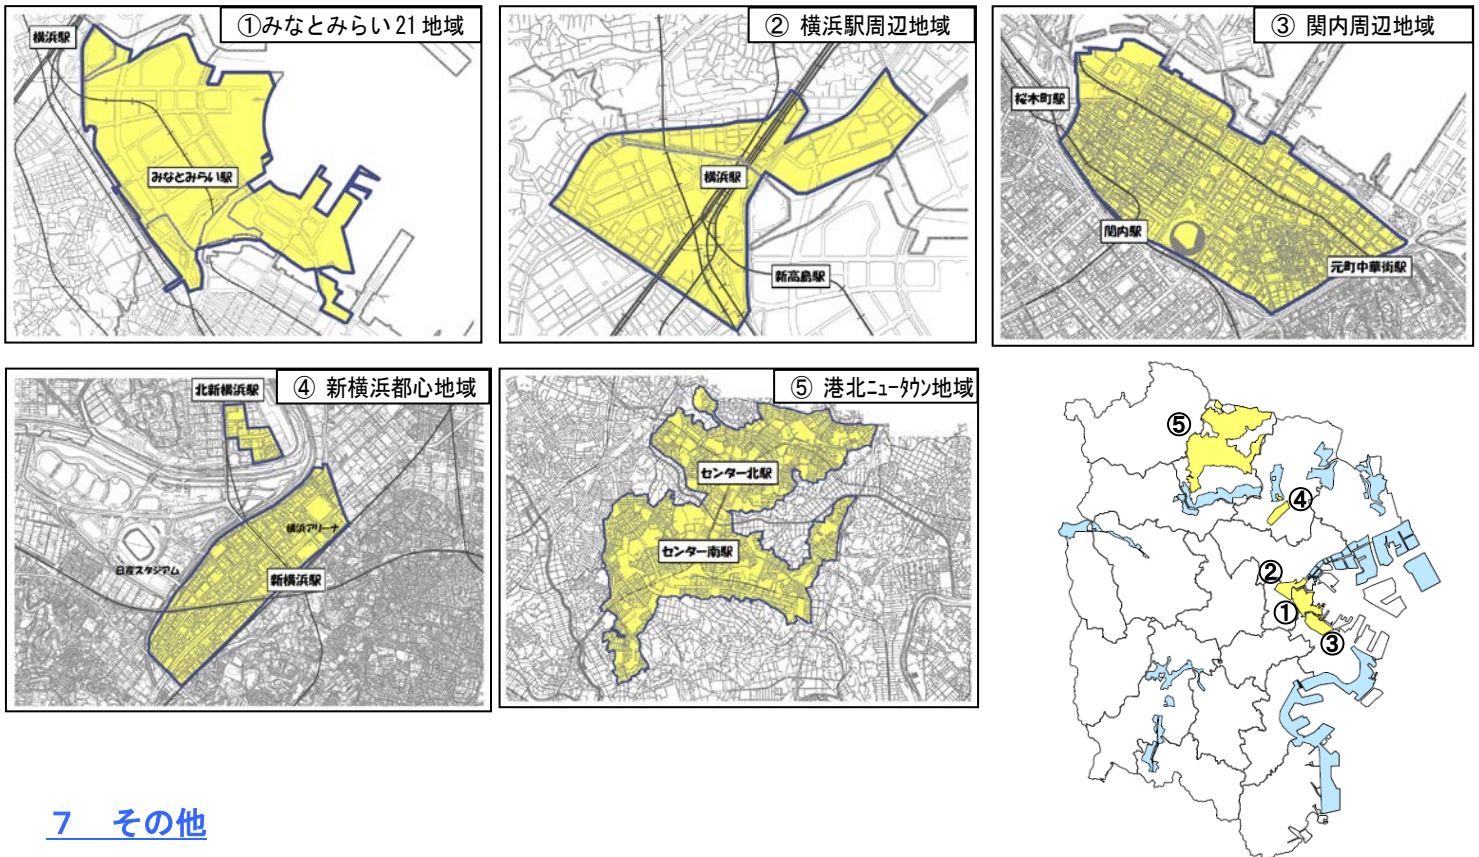 ①みなとみらい21地域
横浜駅
みなとみらい駅
② 横浜駅周辺地域
横浜駅
新高島駅
③ 関内周辺地域
桜木町駅
関内駅
元町中華街駅
④ 新横浜都心地域
北新横浜駅
横浜アリーナ
日産スタジアム
新横浜駅
⑤ 港北ﾆｭｰﾀｳﾝ地域
センター北駅
センター南駅
⑤
④
②
①
③
７　その他